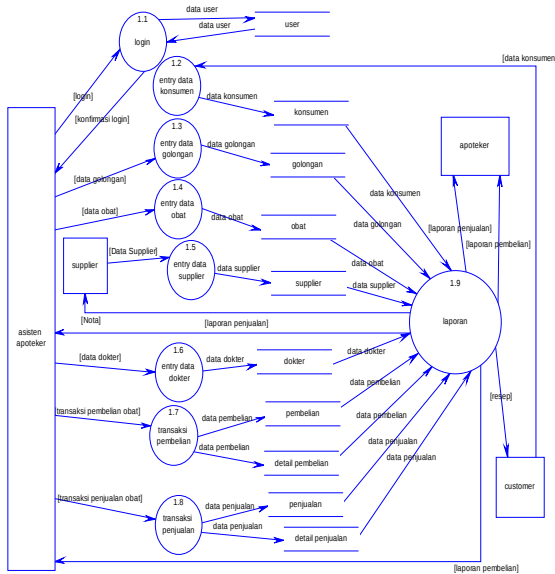 1.1
login
data user
data user
user
1.2
entry data
konsumen
[data konsumen
data konsumen
konsumen
[login]
[konfirmasi login]
1.3
entry data
golongan
data golongan
golongan
apoteker
[data golongan]
1.4
entry data
obat
data konsumen
[data obat]
data obat
obat
data golongan
[laporan penjualan]
[laporan pembelian]
supplier
[Data Supplier]
1.5
entry data
supplier
data supplier
supplier
data obat
data supplier
1.9
laporan
[Nota]
[laporan penjualan]
asisten
apoteker
[data dokter]
1.6
entry data
dokter
data dokter
dokter
data dokter
data pembelian
[resep]
transaksi pembelian obat]
1.7
transaksi
pembelian
data pembelian
pembelian
data pembelian
data pembelian
detail pembelian
data penjualan
data penjualan
customer
[transaksi penjualan obat]
1.8
transaksi
penjualan
data penjualan
penjualan
data penjualan
detail penjualan
[laporan pembelian]